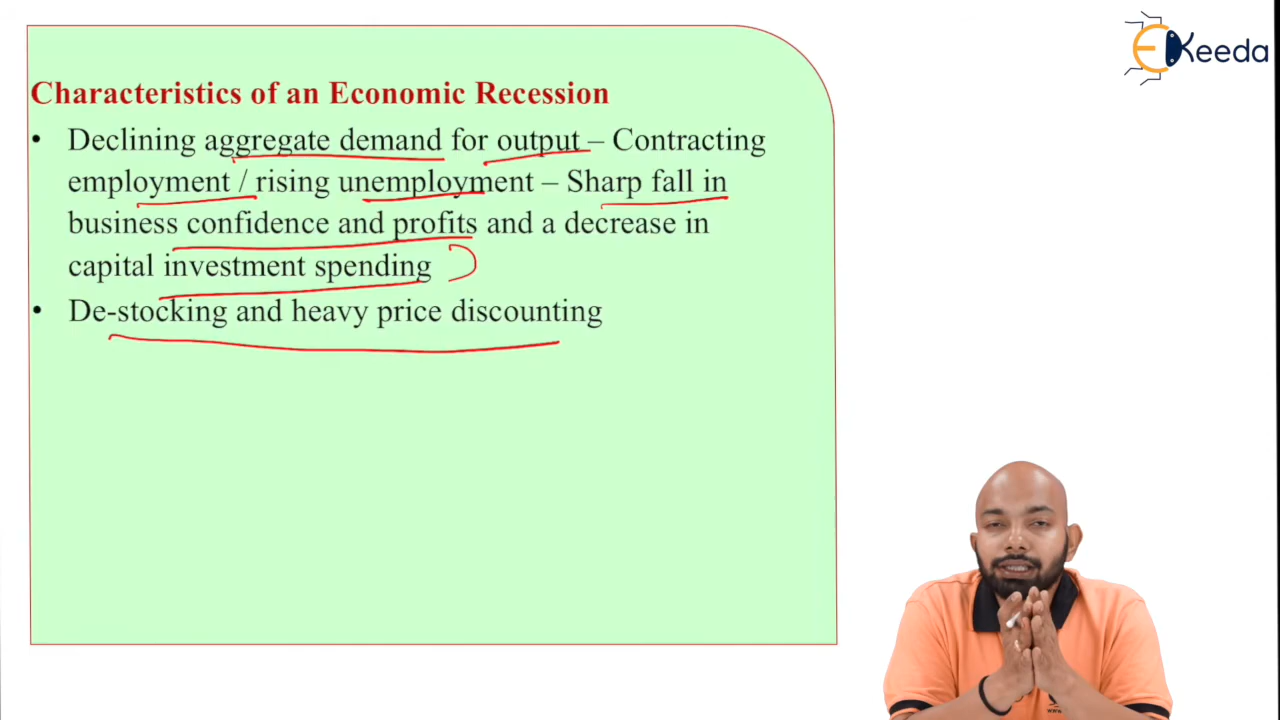 EKeeda
Characteristics of an Economic Recession
• Declining aggregate demand for output – Contracting
employment / rising unemployment – Sharp fall in
business confidence and profits and a decrease in
capital investment spending
• De-stocking and heavy price discounting